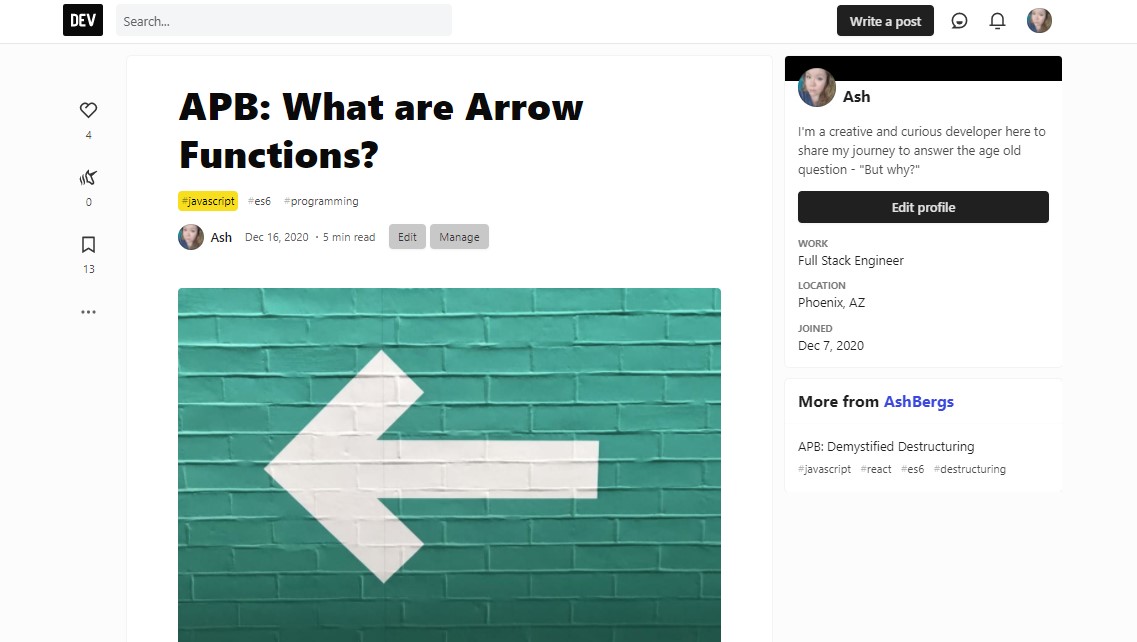 DEV
Search...
Write a post
4
0
13
APB: What are Arrow
Functions?
#javascript #es6 #programming
Ash Dec 16, 2020 • 5 min read Edit Manage
Ash
I'm a creative and curious developer here to
share my journey to answer the age old
question - "But why?"
Edit profile
WORK
Full Stack Engineer
LOCATION
Phoenix, AZ
JOINED
Dec 7, 2020
More from AshBergs
APB: Demystified Destructuring
#javascript #react #es6 #destructuring